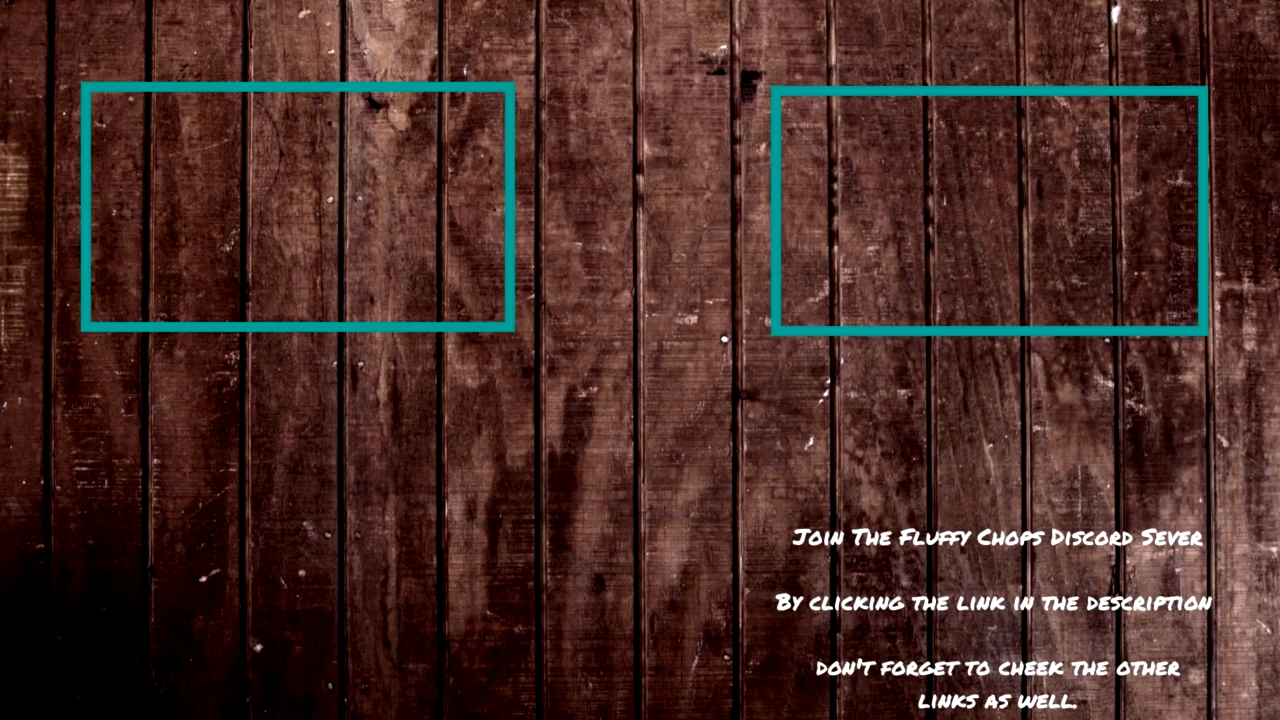 Join The Fluffy Chops Discord Sever
By clicking the link in the description
don't forget to cheek the other
links as well.